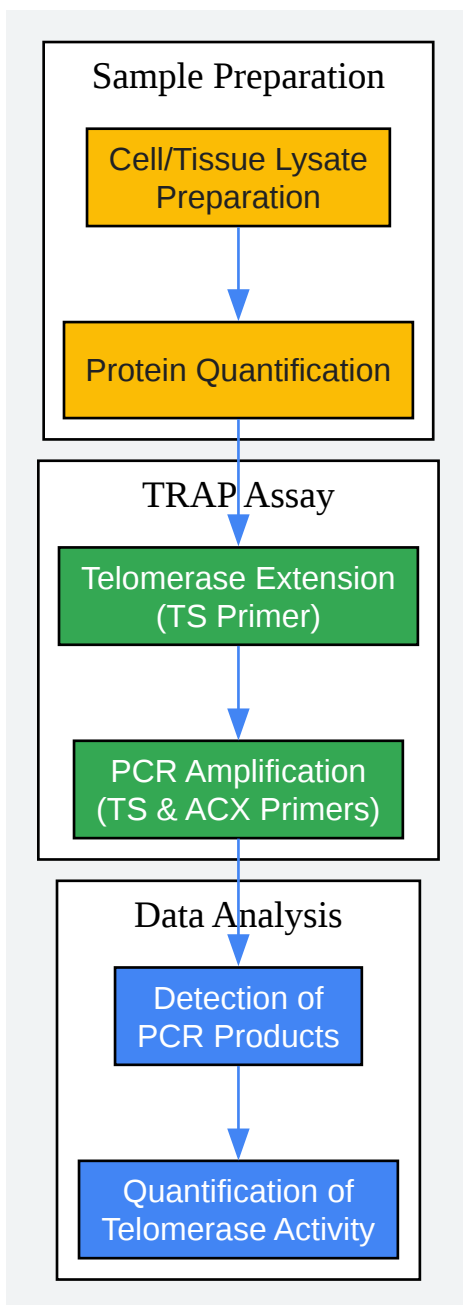 Sample Preparation
Cell/Tissue Lysate
Preparation
Protein Quantification
TRAP Assay
Telomerase Extension
(TS Primer)
PCR Amplification
(TS & ACX Primers)
Data Analysis
Detection of
PCR Products
Quantification of
Telomerase Activity